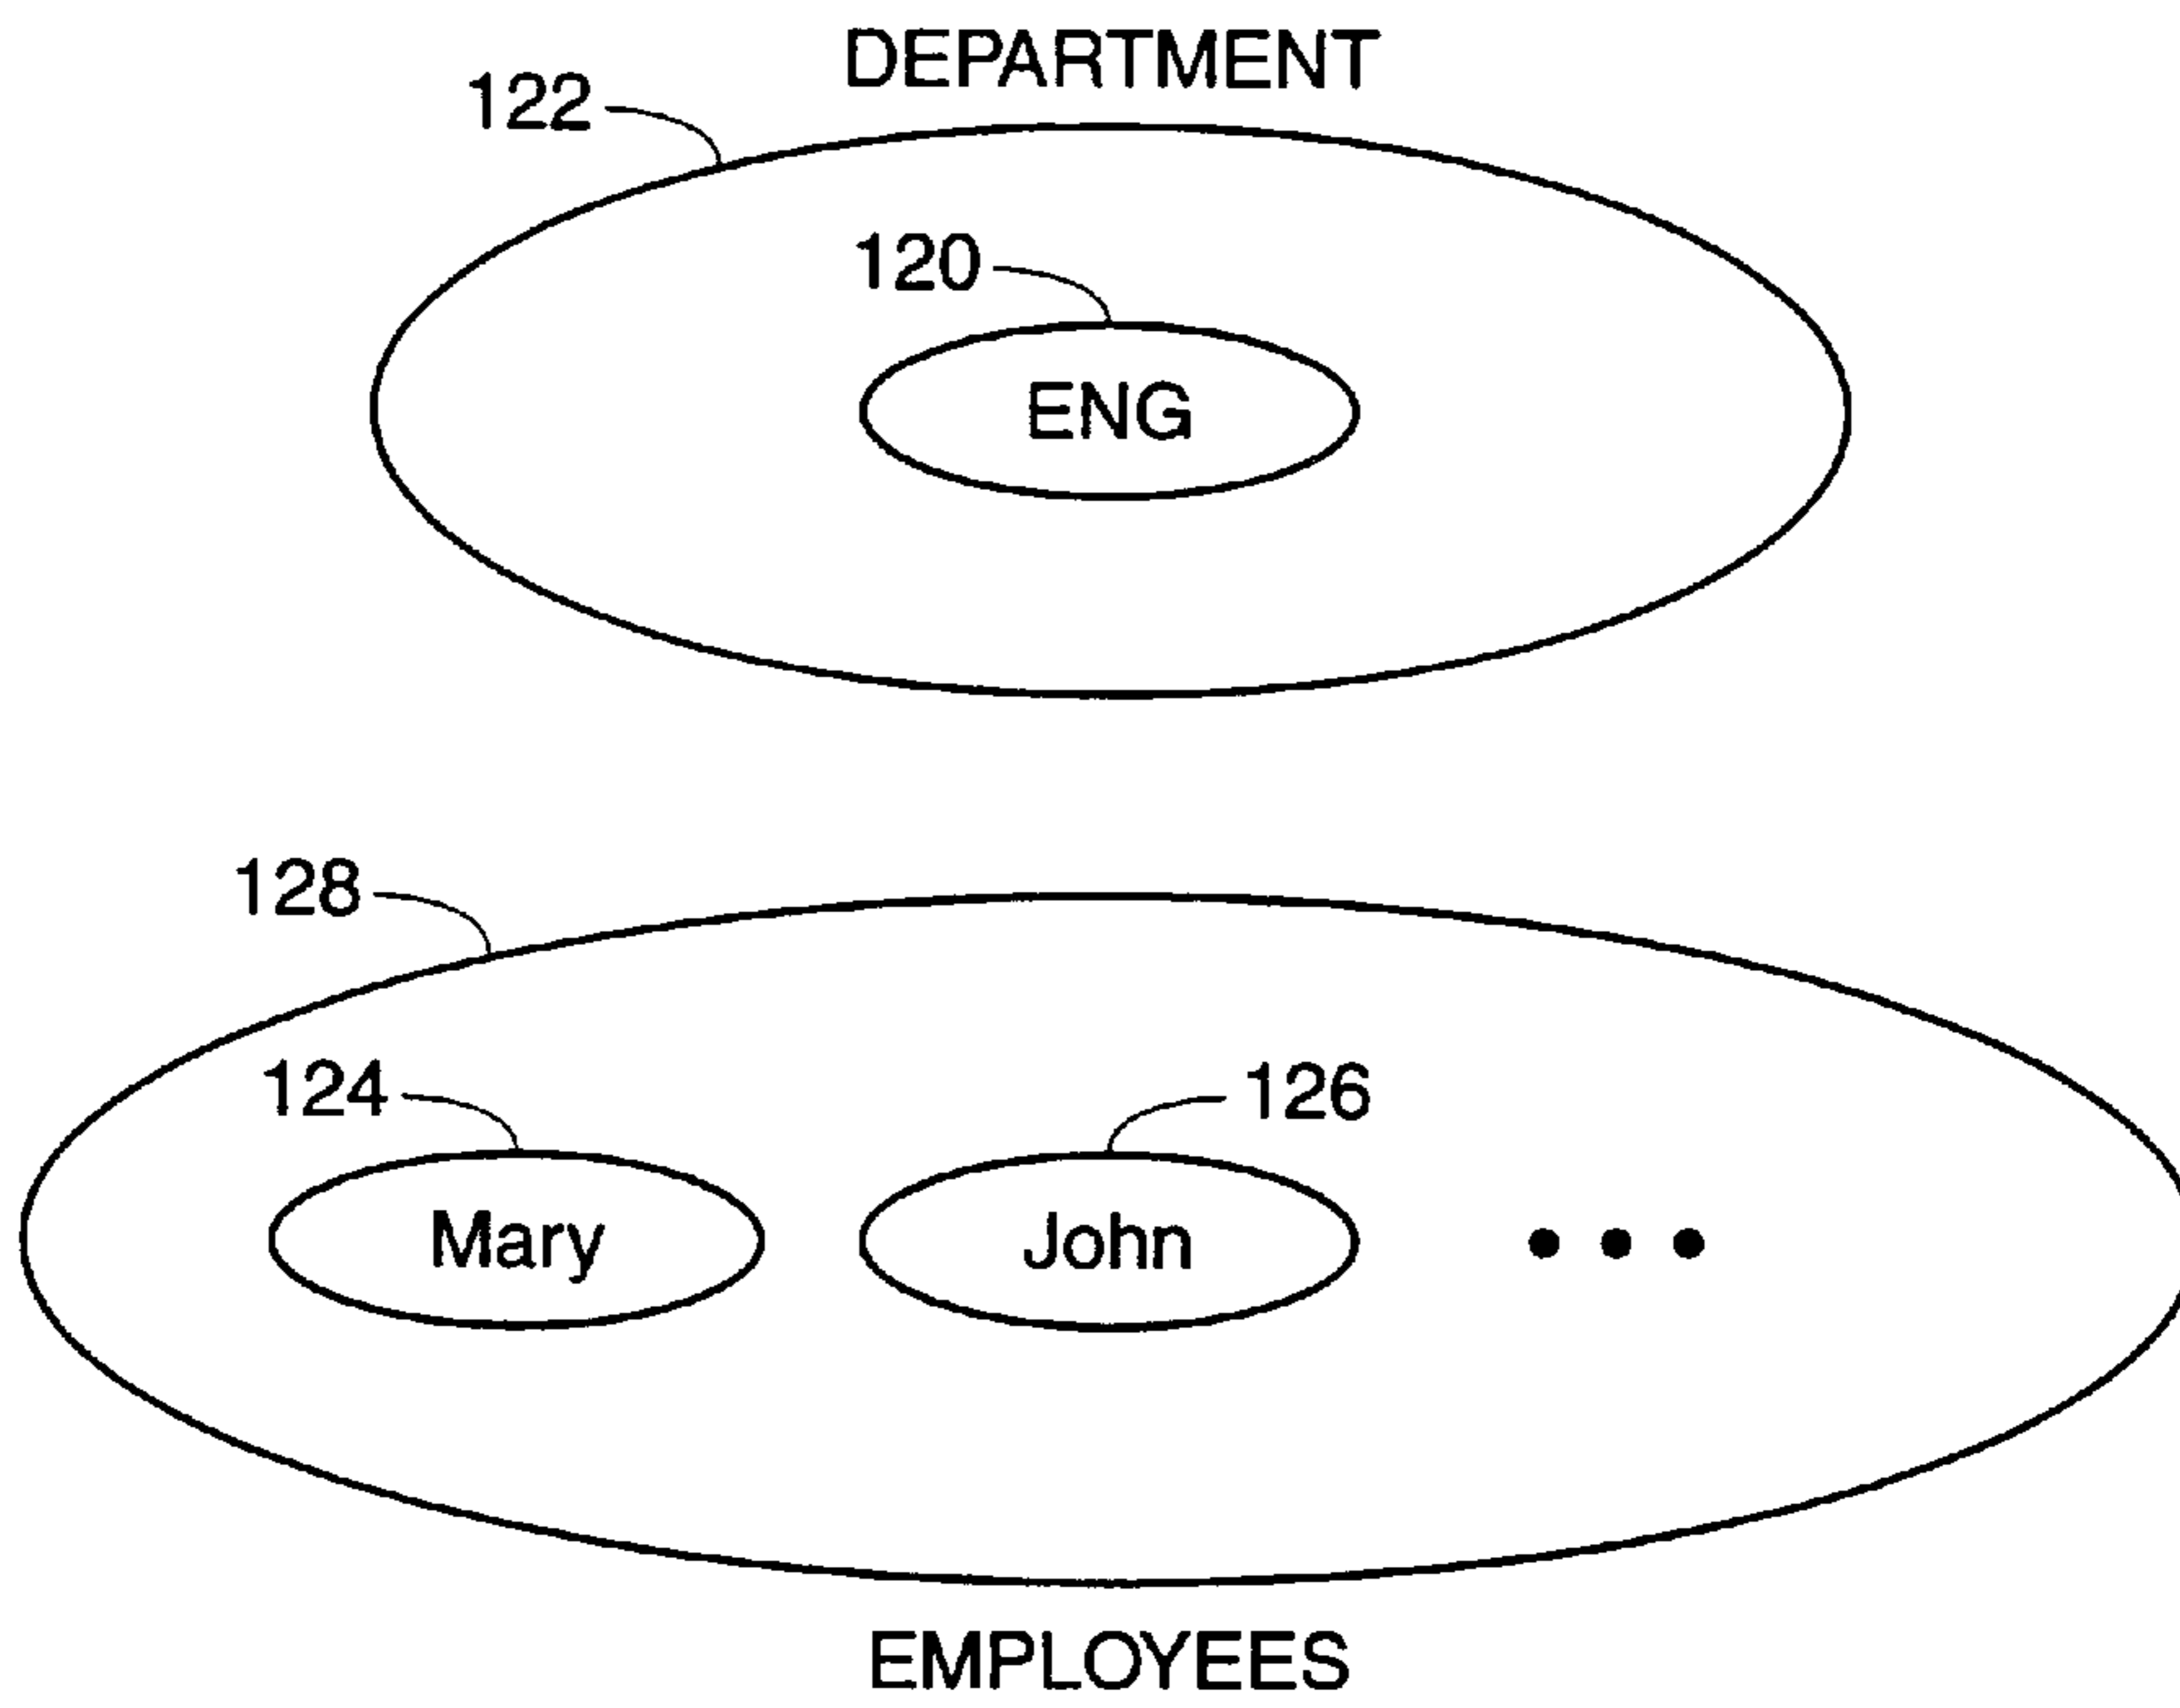 DEPARTMENT
122
120
ENG
128
124
126
Mary
John
EMPLOYEES